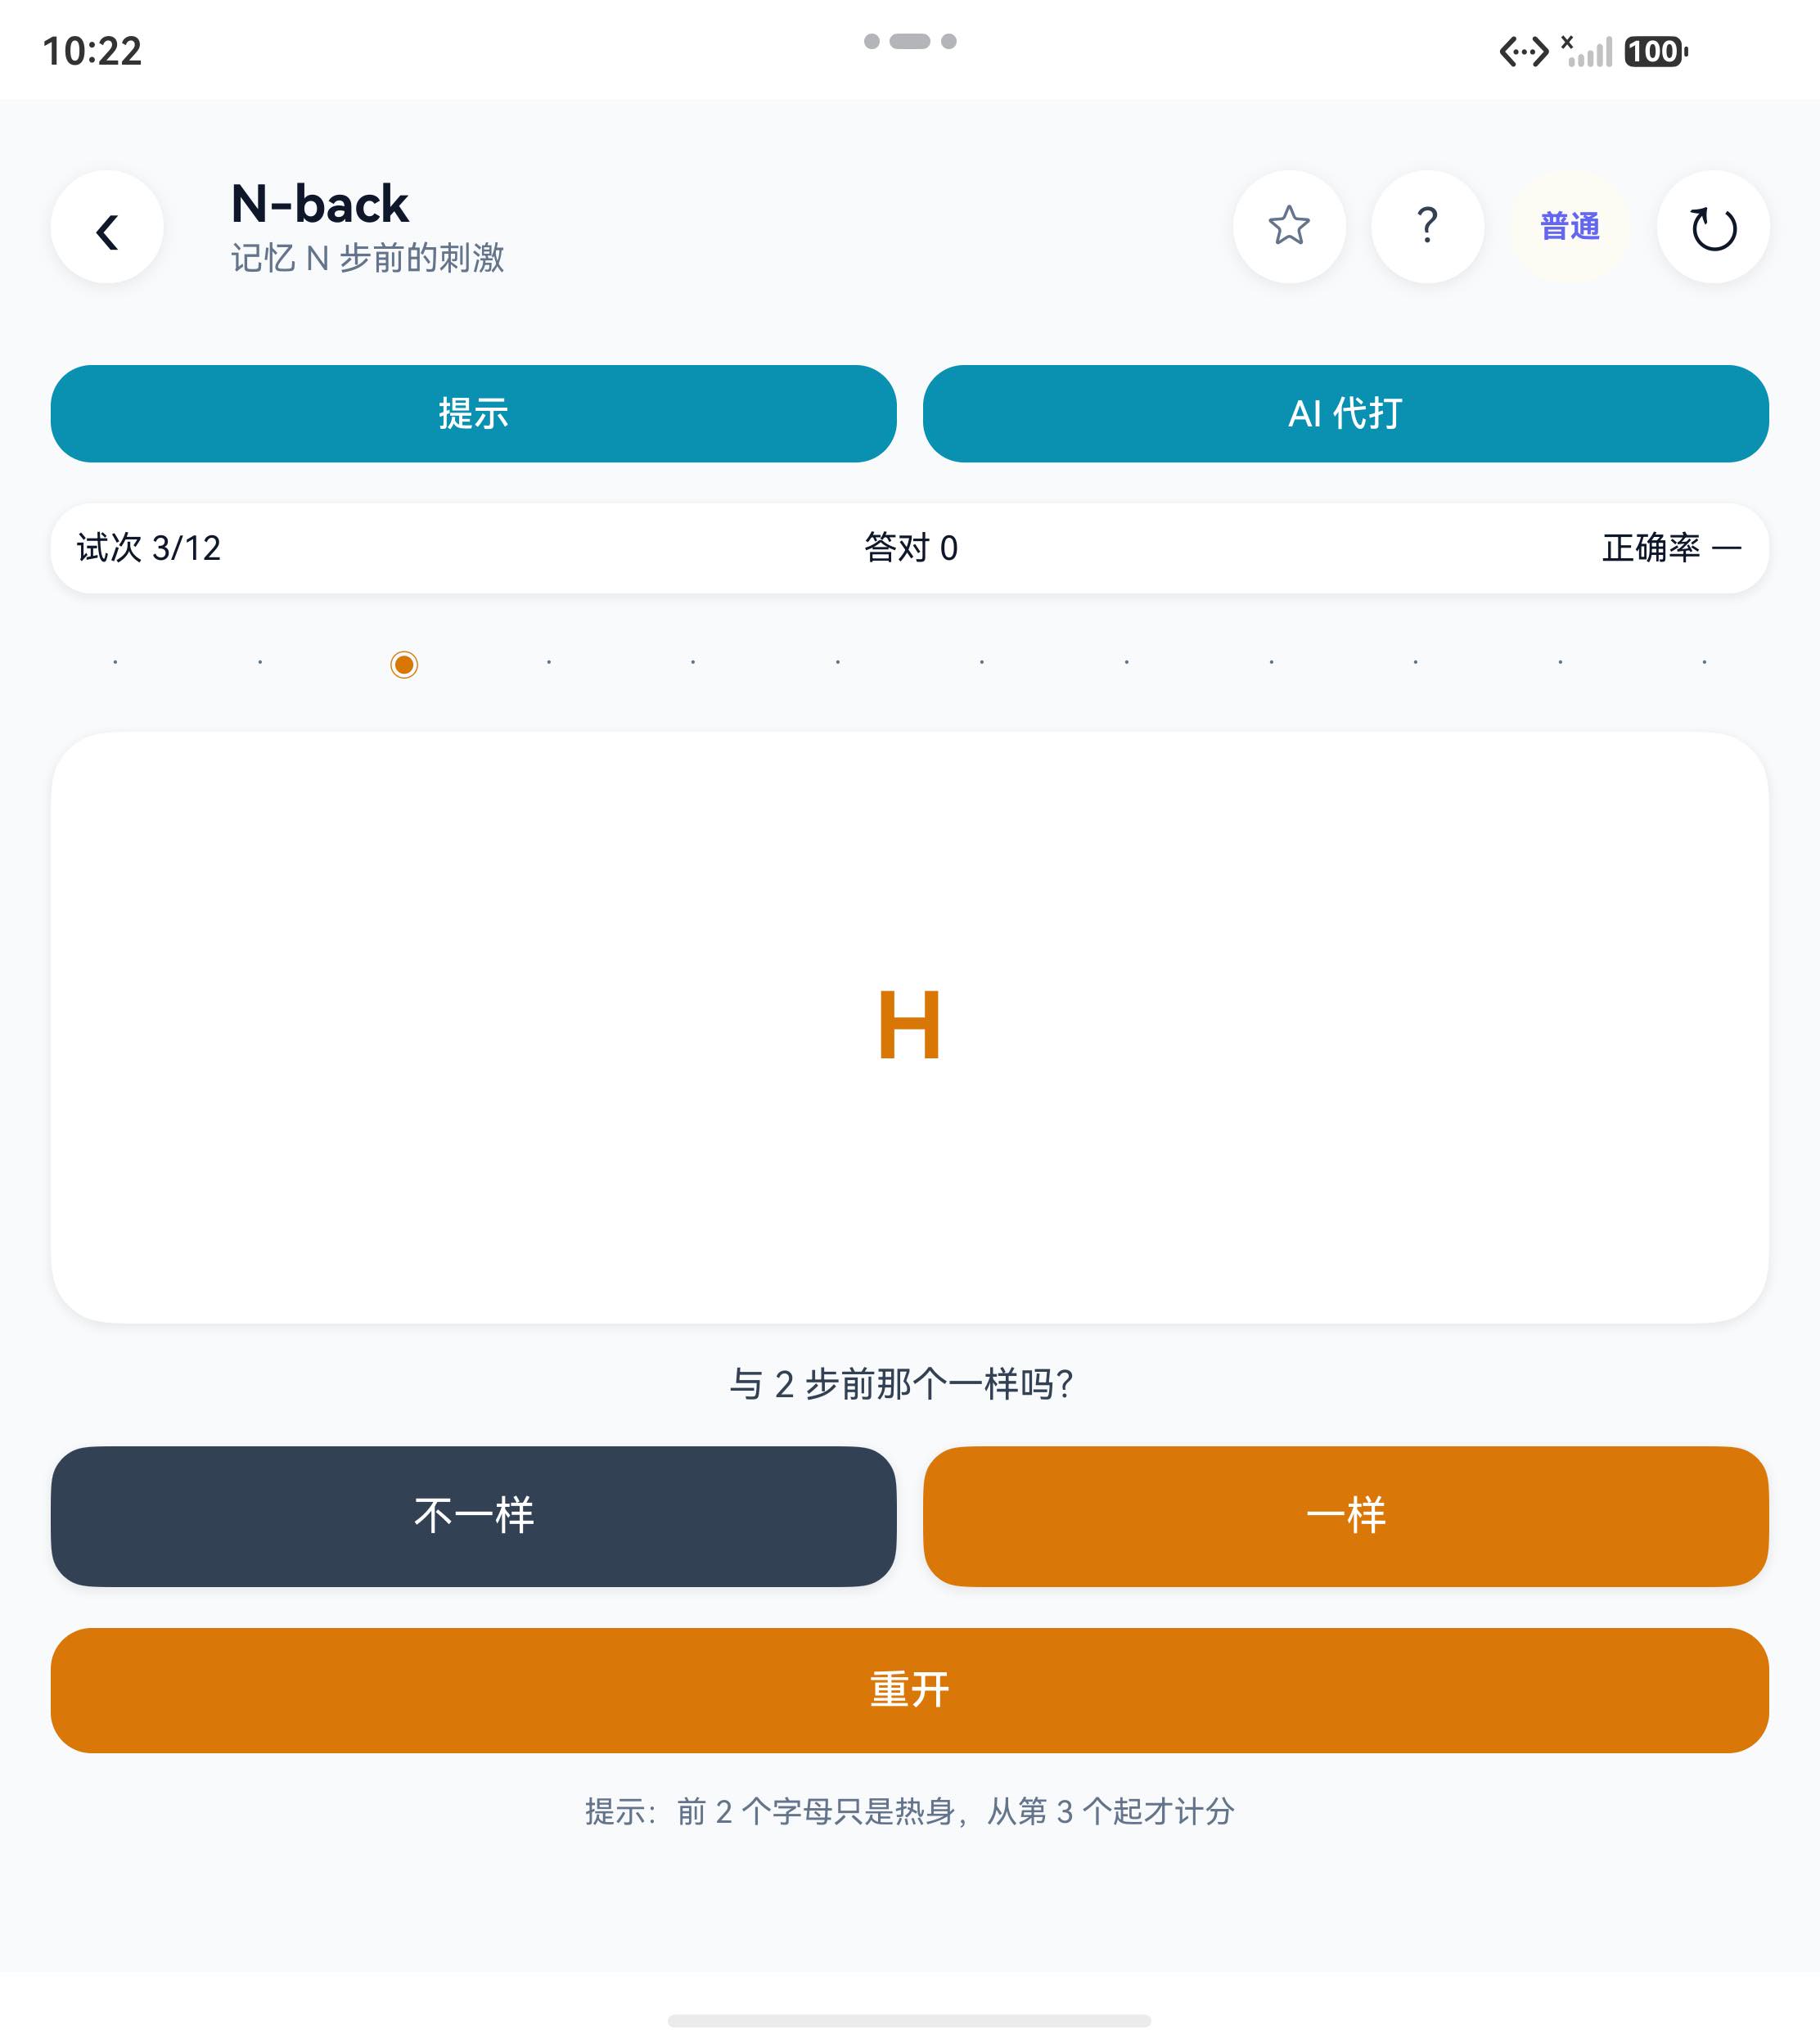 10:22
100
N-back
记忆 N 步前的刺激
?
普通
提示
AI 代打
试次 3/12
答对 0
正确率 —
H
与 2 步前那个一样吗?
不一样
一样
重开
提示：前 2 个字母只是热身，从第 3 个起才计分